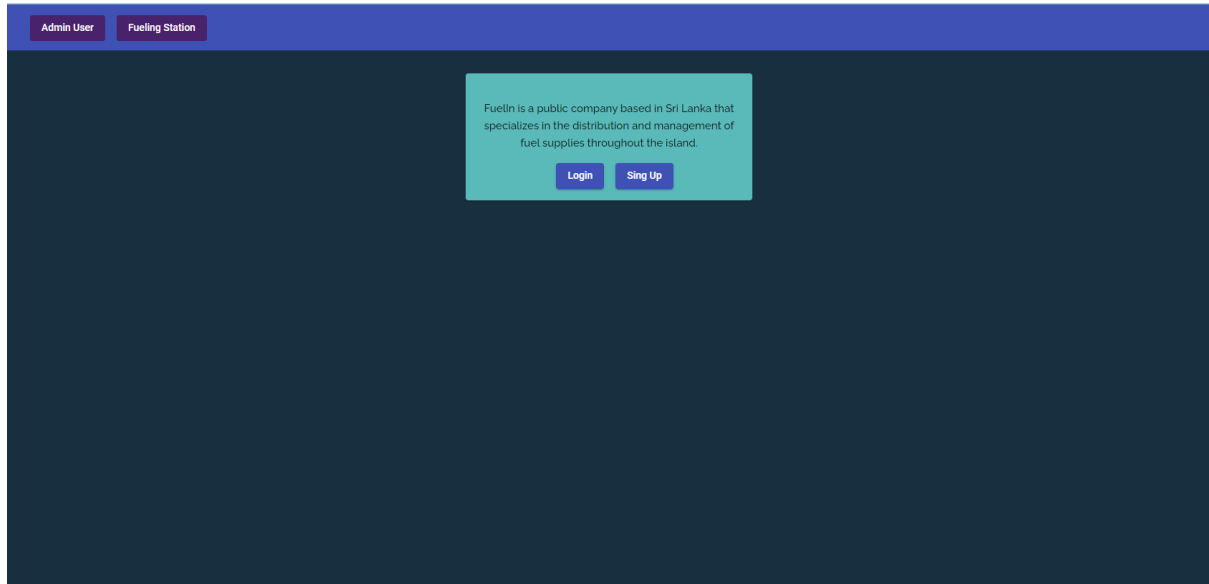 Admin User
Fueling Station
FuelIn is a public company based in Sri Lanka that
specializes in the distribution and management of
fuel supplies throughout the island.
Login
Sing Up